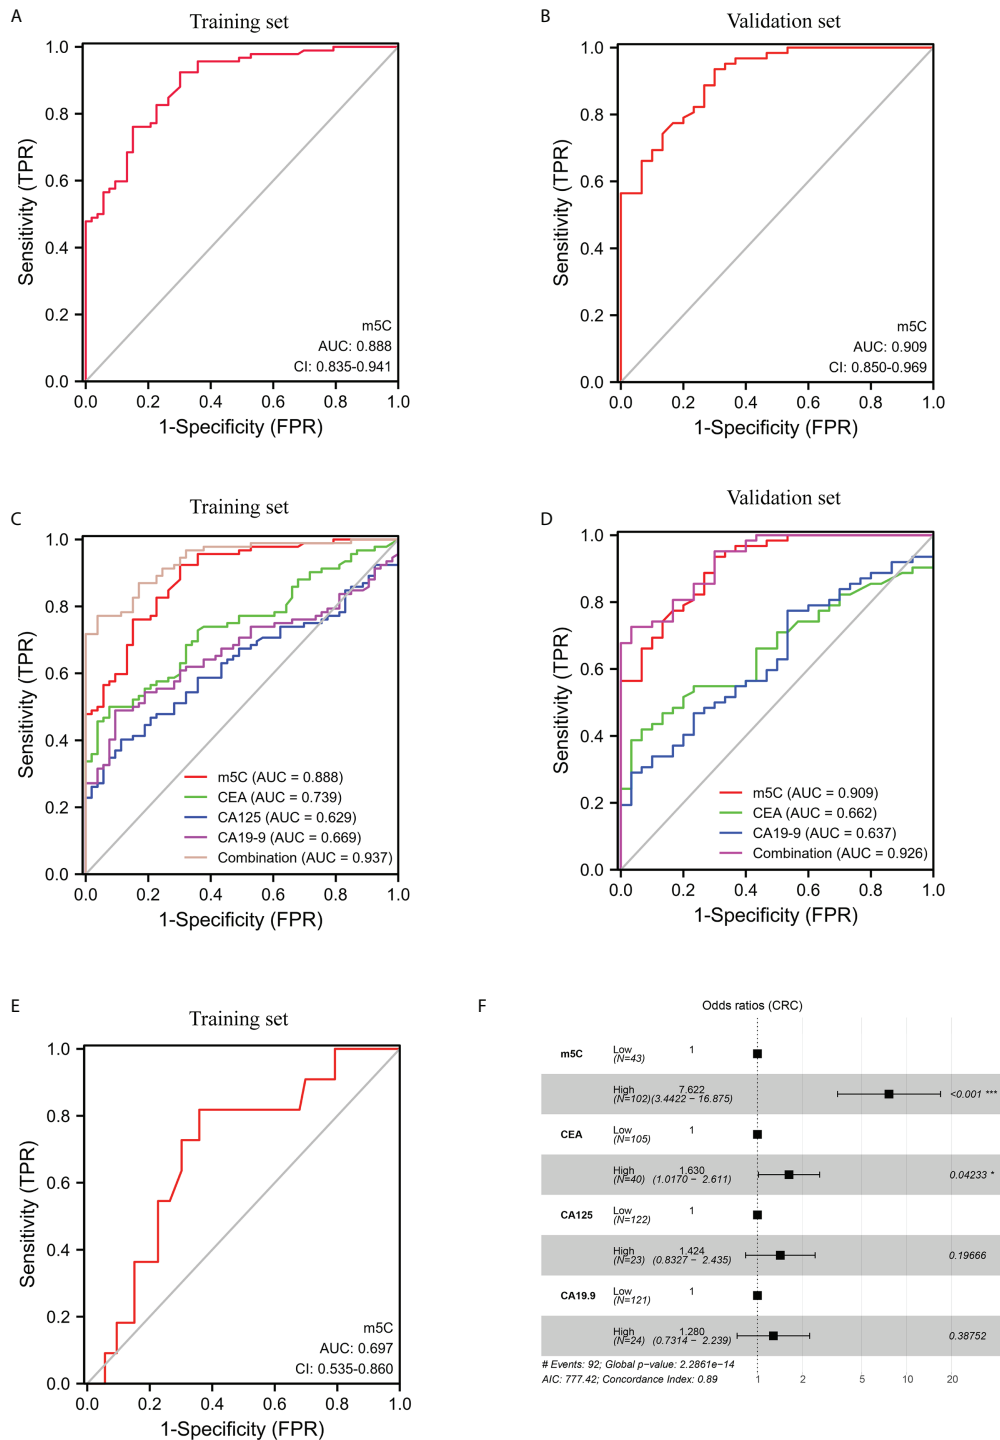 A
Training set
Sensitivity (TPR)
1.0
0.8
0.6
0.4
0.2
0.0
m5C
AUC: 0.888
CI: 0.835-0.941
0.0 0.2 0.4 0.6 0.8 1.0
1-Specificity (FPR)
B
Validation set
Sensitivity (TPR)
1.0
0.8
0.6
0.4
0.2
0.0
m5C
AUC: 0.909
CI: 0.850-0.969
0.0 0.2 0.4 0.6 0.8 1.0
1-Specificity (FPR)
C
Training set
Sensitivity (TPR)
1.0
0.8
0.6
0.4
0.2
0.0
m5C (AUC = 0.888)
CEA (AUC = 0.739)
CA125 (AUC = 0.629)
CA19-9 (AUC = 0.669)
Combination (AUC = 0.937)
0.0 0.2 0.4 0.6 0.8 1.0
1-Specificity (FPR)
D
Validation set
Sensitivity (TPR)
1.0
0.8
0.6
0.4
0.2
0.0
m5C (AUC = 0.909)
CEA (AUC = 0.662)
CA19-9 (AUC = 0.637)
Combination (AUC = 0.926)
0.0 0.2 0.4 0.6 0.8 1.0
1-Specificity (FPR)
E
Training set
Sensitivity (TPR)
1.0
0.8
0.6
0.4
0.2
0.0
m5C
AUC: 0.697
CI: 0.535-0.860
0.0 0.2 0.4 0.6 0.8 1.0
1-Specificity (FPR)
F
Odds ratios (CRC)
m5C Low 1
(N=43)
High 7.622 <0.001 ***
(N=102) (3.4422 − 16.875)
CEA Low 1
(N=105)
High 1.630 0.04233 *
(N=40) (1.0170 − 2.611)
CA125 Low 1
(N=122)
High 1.424 0.19666
(N=23) (0.8327 − 2.435)
CA19.9 Low 1
(N=121)
High 1.280 0.38752
(N=24) (0.7314 − 2.239)
# Events: 92; Global p−value: 2.2861e−14
AIC: 777.42; Concordance Index: 0.89
1 2 5 10 20